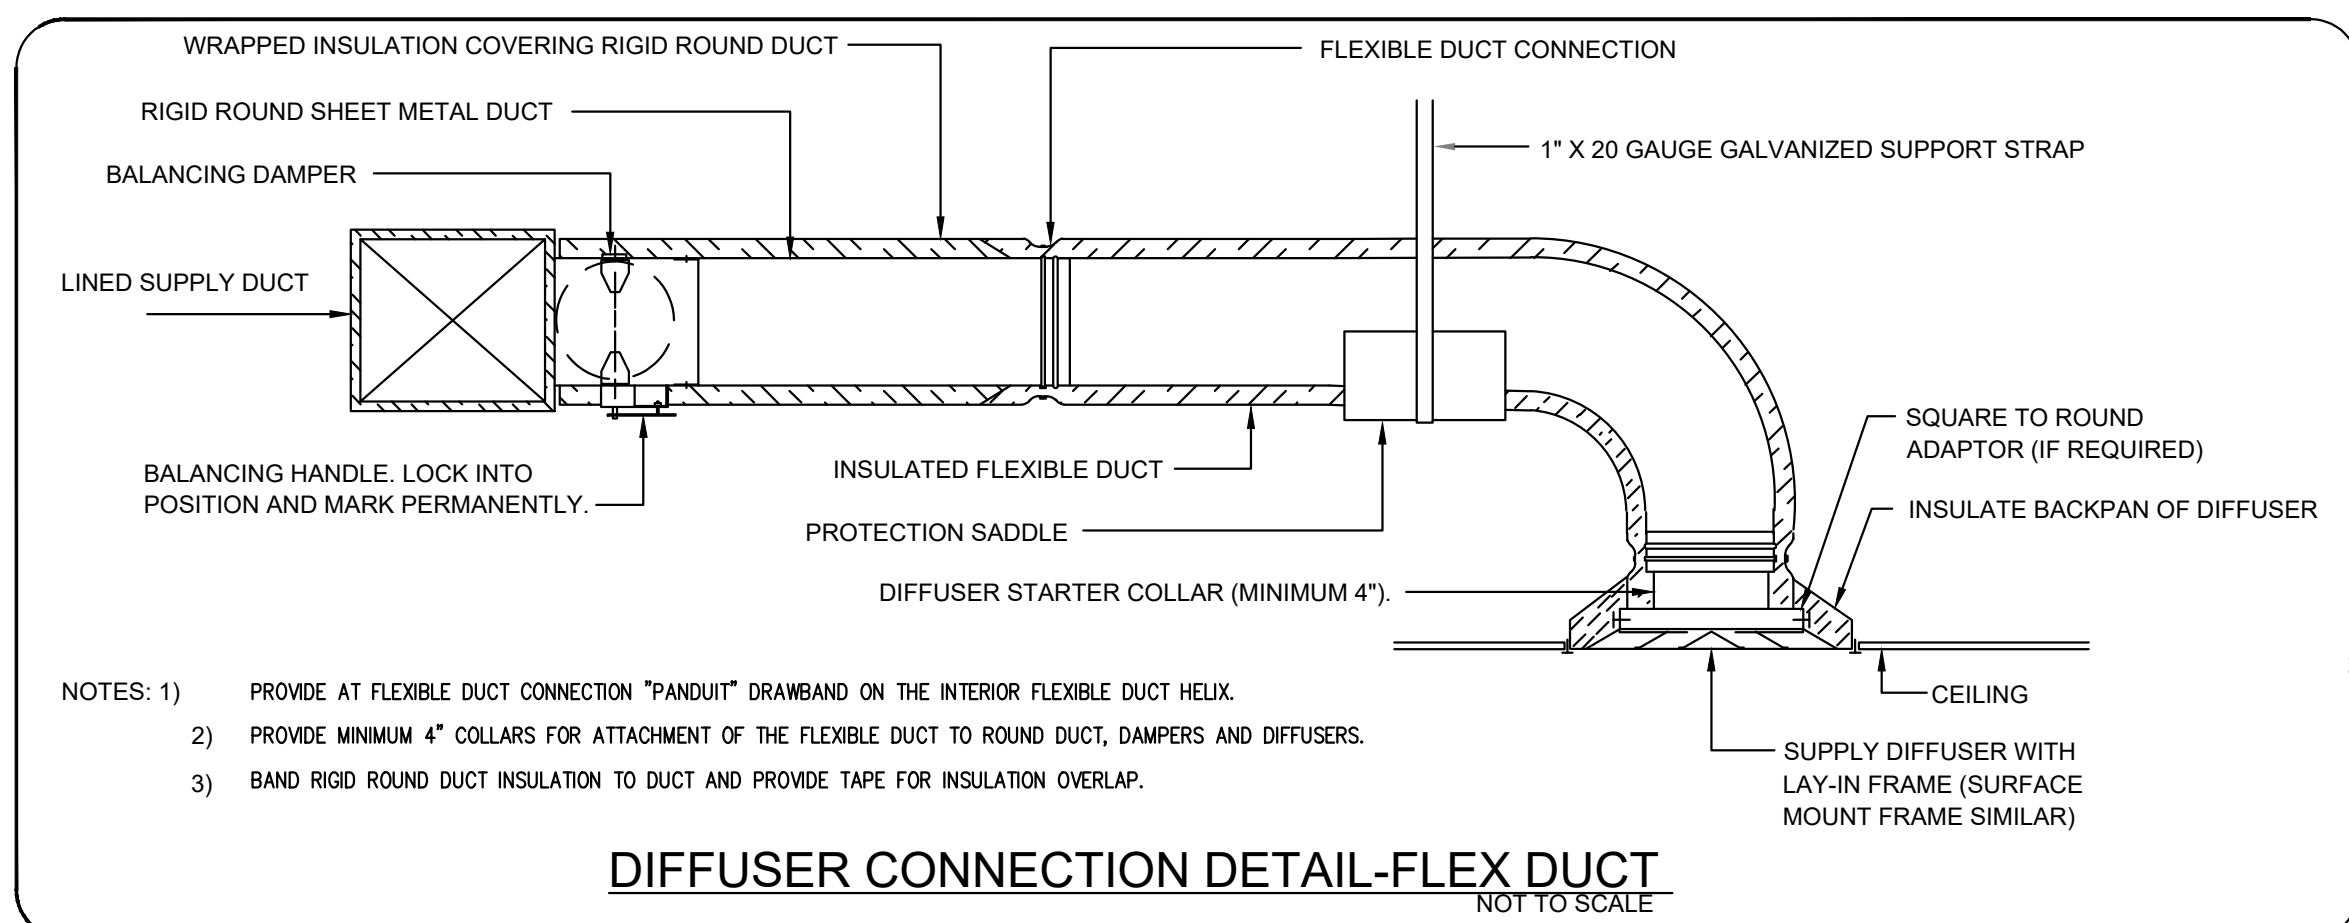 WRAPPED INSULATION COVERING RIGID ROUND DUCT
FLEXIBLE DUCT CONNECTION
RIGID ROUND SHEET METAL DUCT
1" X 20 GAUGE GALVANIZED SUPPORT STRAP
BALANCING DAMPER
LINED SUPPLY DUCT
BALANCING HANDLE. LOCK INTO
POSITION AND MARK PERMANENTLY.
INSULATED FLEXIBLE DUCT
PROTECTION SADDLE
SQUARE TO ROUND
ADAPTOR (IF REQUIRED)
INSULATE BACKPAN OF DIFFUSER
DIFFUSER STARTER COLLAR (MINIMUM 4").
CEILING
SUPPLY DIFFUSER WITH
LAY-IN FRAME (SURFACE
MOUNT FRAME SIMILAR)
NOTES: 1) PROVIDE AT FLEXIBLE DUCT CONNECTION "PANDUIT" DRAWBAND ON THE INTERIOR FLEXIBLE DUCT HELIX.
2) PROVIDE MINIMUM 4" COLLARS FOR ATTACHMENT OF THE FLEXIBLE DUCT TO ROUND DUCT, DAMPERS AND DIFFUSERS.
3) BAND RIGID ROUND DUCT INSULATION TO DUCT AND PROVIDE TAPE FOR INSULATION OVERLAP.
DIFFUSER CONNECTION DETAIL-FLEX DUCT
NOT TO SCALE